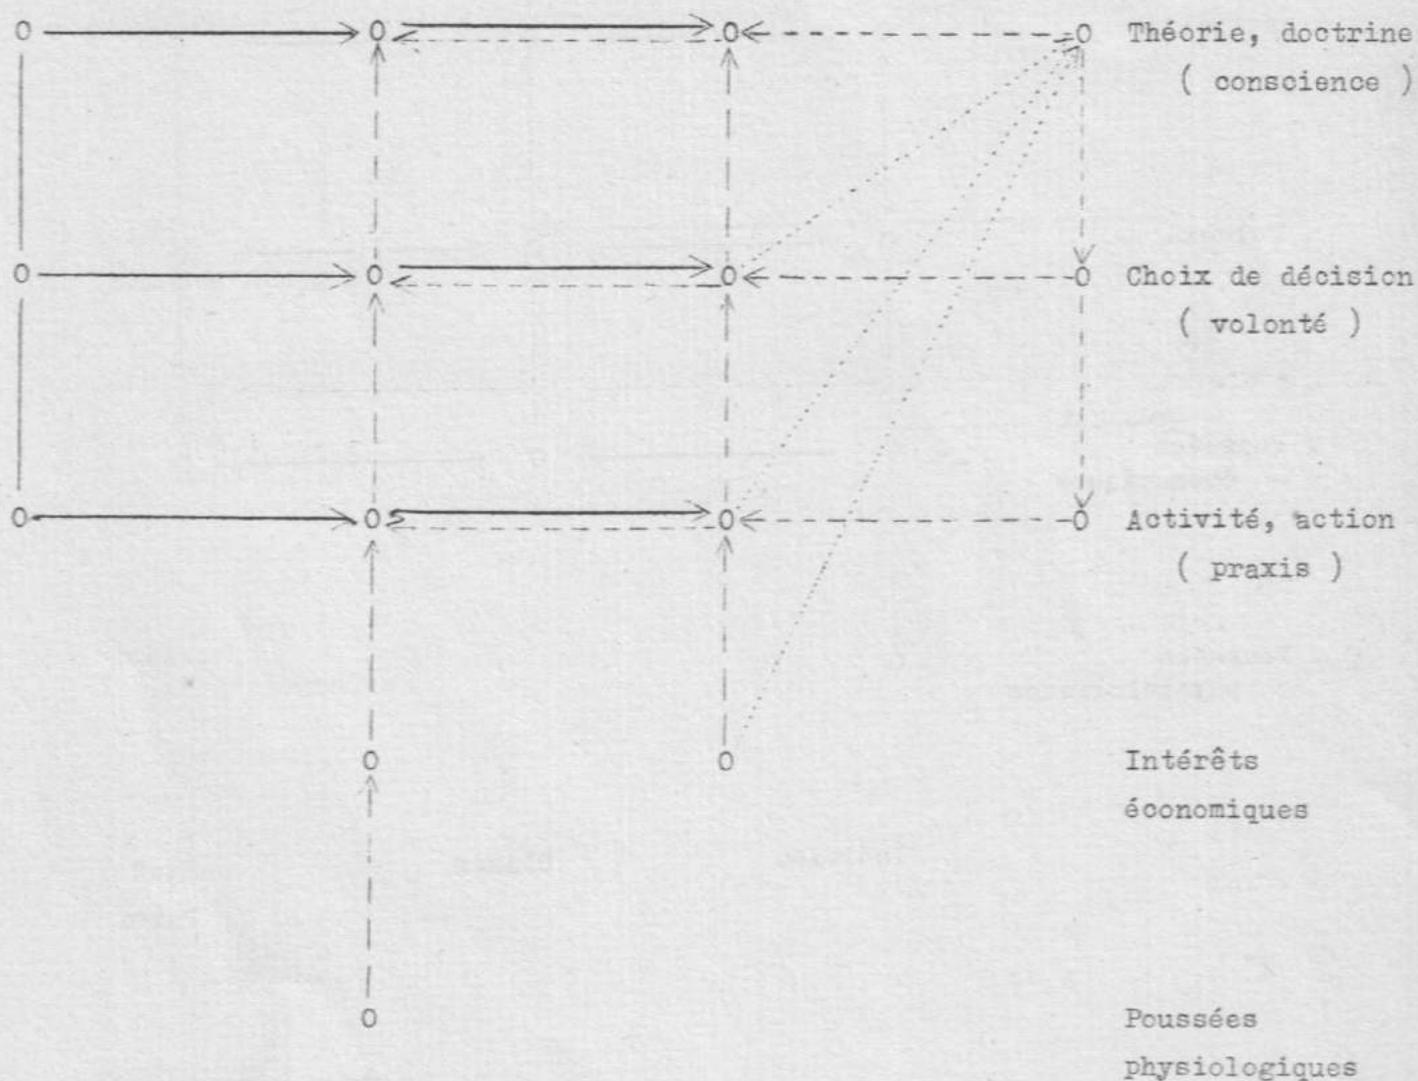 Théorie, doctrine
( conscience )
Choix de décision
( volonté )
Activité, action
( praxis )
Intérêts
économiques
Poussées
physiologiques